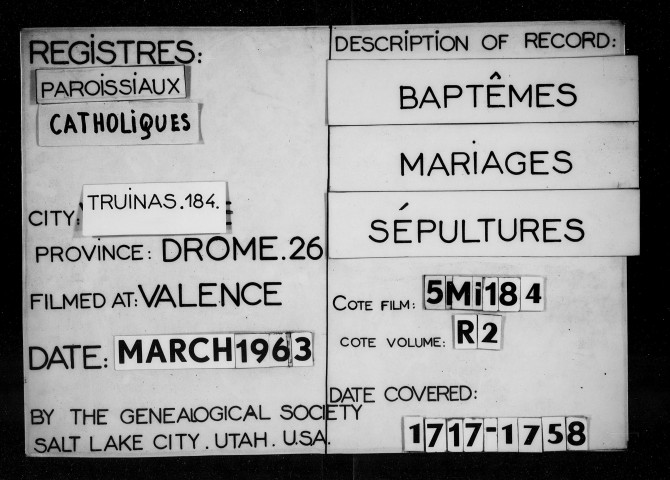 REGISTRES:
PAROISSIAUX
CATHOLIQUES
CITY: TRUINAS.184.
PROVINCE: DROME.26
FILMED AT: VALENCE
DATE: MARCH 1963
BY THE GENEALOGICAL SOCIETY
SALT LAKE CITY. UTAH. U.S.A.
DESCRIPTION OF RECORD:
BAPTÊMES
MARIAGES
SÉPULTURES
COTE FILM: 5Mi184
COTE VOLUME: R2
DATE COVERED:
1717-1758